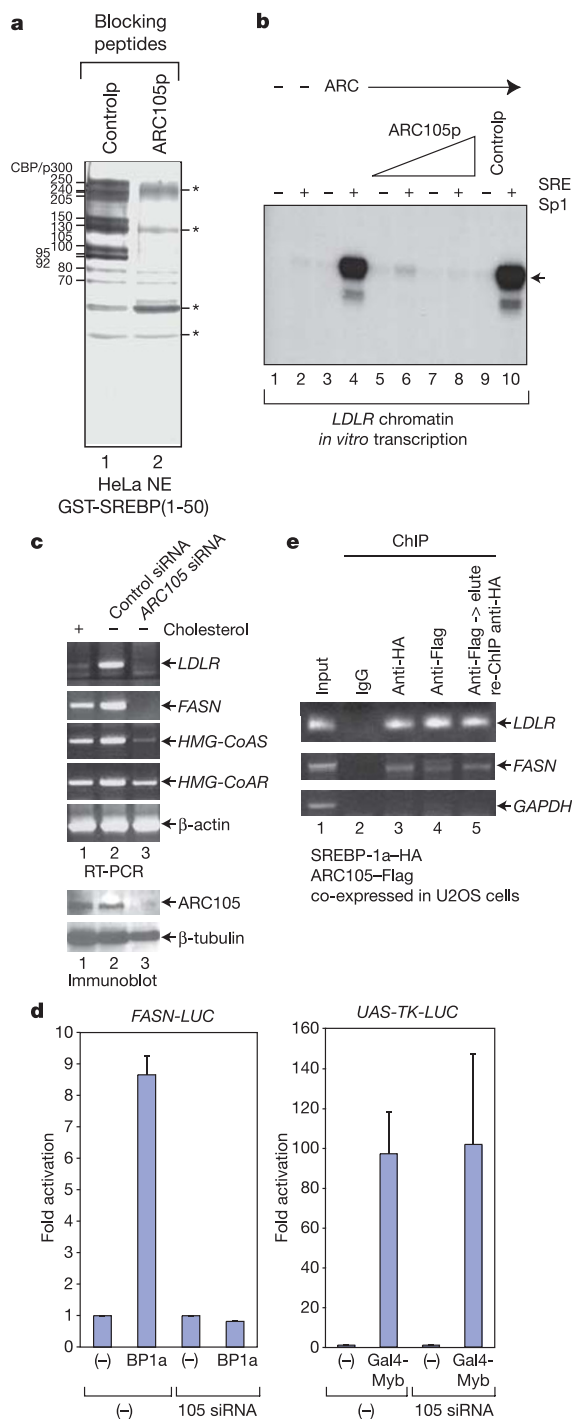 a
Blocking
peptides
Controlp
ARC105p
CBP/p300
250
240
205
150
130
105
100
95
92
80
70
*
*
*
*
1 2
HeLa NE
GST-SREBP(1-50)
b
– – ARC
ARC105p
Controlp
– + – + – + – + – + SRE
Sp1
1 2 3 4 5 6 7 8 9 10
LDLR chromatin
in vitro transcription
c
Control siRNA
ARC105 siRNA
+ – – Cholesterol
LDLR
FASN
HMG-CoAS
HMG-CoAR
β-actin
1 2 3
RT-PCR
ARC105
β-tubulin
1 2 3
Immunoblot
e
ChIP
Input
IgG
Anti-HA
Anti-Flag
Anti-Flag -> elute
re-ChIP anti-HA
LDLR
FASN
GAPDH
1 2 3 4 5
SREBP-1a–HA
ARC105–Flag
co-expressed in U2OS cells
d
FASN-LUC
Fold activation
10
9
8
7
6
5
4
3
2
1
0
(–) BP1a (–) BP1a
(–) 105 siRNA
UAS-TK-LUC
Fold activation
140
120
100
80
60
40
20
0
(–) Gal4- (–) Gal4-
Myb Myb
(–) 105 siRNA